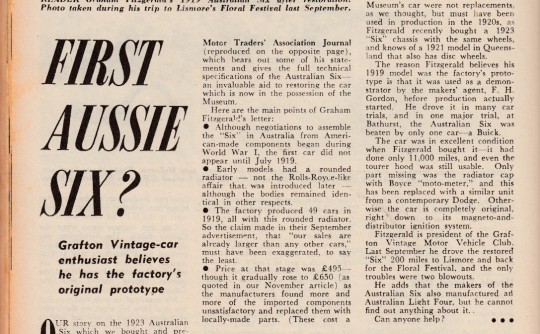 READER Graham Fitzgerald's 1919 Australian Six after restoration.
Photo taken during his trip to Lismore's Floral Festival last September.
FIRST
AUSSIE
SIX?
Grafton Vintage-car
enthusiast believes
he has the factory's
original prototype
OUR story on the 1923 Australian
Six which we bought and
Motor Traders' Association Journal
(reproduced on the opposite page),
which bears out some of his state-
ments and gives the full technical
specifications of the Australian Six—
an invaluable aid to restoring the car
which is now in the possession of the
Museum.
Here are the main points of Graham
Fitzgerald's letter:
● Although negotiations to assemble
the "Six" in Australia from Ameri-
can-made components began during
World War I, the first car did not
appear until July 1919.
● Early models had a rounded
radiator — not the Rolls-Royce-like
affair that was introduced later —
although the bodies remained iden-
tical in other respects.
● The factory produced 49 cars in
1919, all with this rounded radiator.
So the claim made in their September
advertisement, that "our sales are
already larger than any other cars,"
must have been exaggerated, to say
the least.
● Price at that stage was £495—
though it gradually rose to £650 (as
quoted in our November article) as
the manufacturers found more and
more of the imported components
unsatisfactory and replaced them with
locally-made parts. (These cost a
Museum's car were not replacements,
as we thought, but must have been
used in production in the 1920s, as
Fitzgerald recently bought a 1923
"Six" chassis with the same wheels,
and knows of a 1921 model in Queens-
land that also has disc wheels.
The reason Fitzgerald believes his
1919 model was the factory's proto-
type is that it was used as a demon-
strator by the makers' agent, F. H.
Gordon, before production actually
started. He drove it in many car
trials, and in one major trial, at
Bathurst, the Australian Six was
beaten by only one car—a Buick.
The car was in excellent condition
when Fitzgerald bought it—it had
done only 11,000 miles, and even the
tourer hood was still usable. Only
part missing was the radiator cap
with Boyce "moto-meter," and this
has been replaced with a similar unit
from a contemporary Dodge. Other-
wise the car is completely original,
right down to its magneto-and-
distributor ignition system.
Fitzgerald is president of the Graf-
ton Vintage Motor Vehicle Club.
Last September he drove the restored
"Six" 200 miles to Lismore and back
for the Floral Festival, and the only
troubles were two blowouts.
He adds that the makers of the
Australian Six also manufactured ad
Australian Light Four, but he cannot
find out anything about it.
Can anyone help? ● ● ●